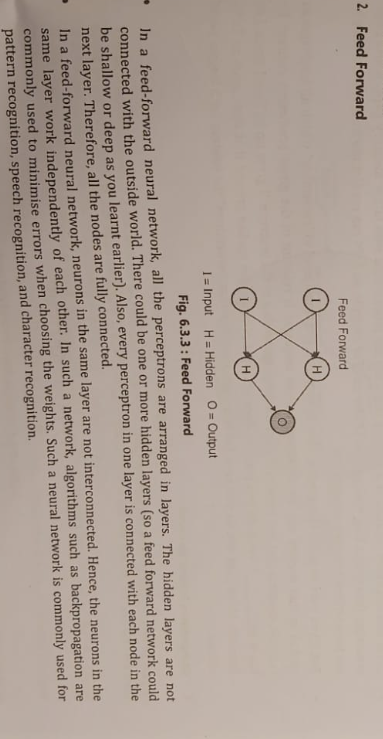 2. Feed Forward
Feed Forward
I
H
O
I
H
I = Input H = Hidden O = Output
Fig. 6.3.3 : Feed Forward
• In a feed-forward neural network, all the perceptrons are arranged in layers. The hidden layers are not
connected with the outside world. There could be one or more hidden layers (so a feed forward network could
be shallow or deep as you learnt earlier). Also, every perceptron in one layer is connected with each node in the
next layer. Therefore, all the nodes are fully connected.
• In a feed-forward neural network, neurons in the same layer are not interconnected. Hence, the neurons in the
same layer work independently of each other. In such a network, algorithms such as backpropagation are
commonly used to minimise errors when choosing the weights. Such a neural network is commonly used for
pattern recognition, speech recognition, and character recognition.